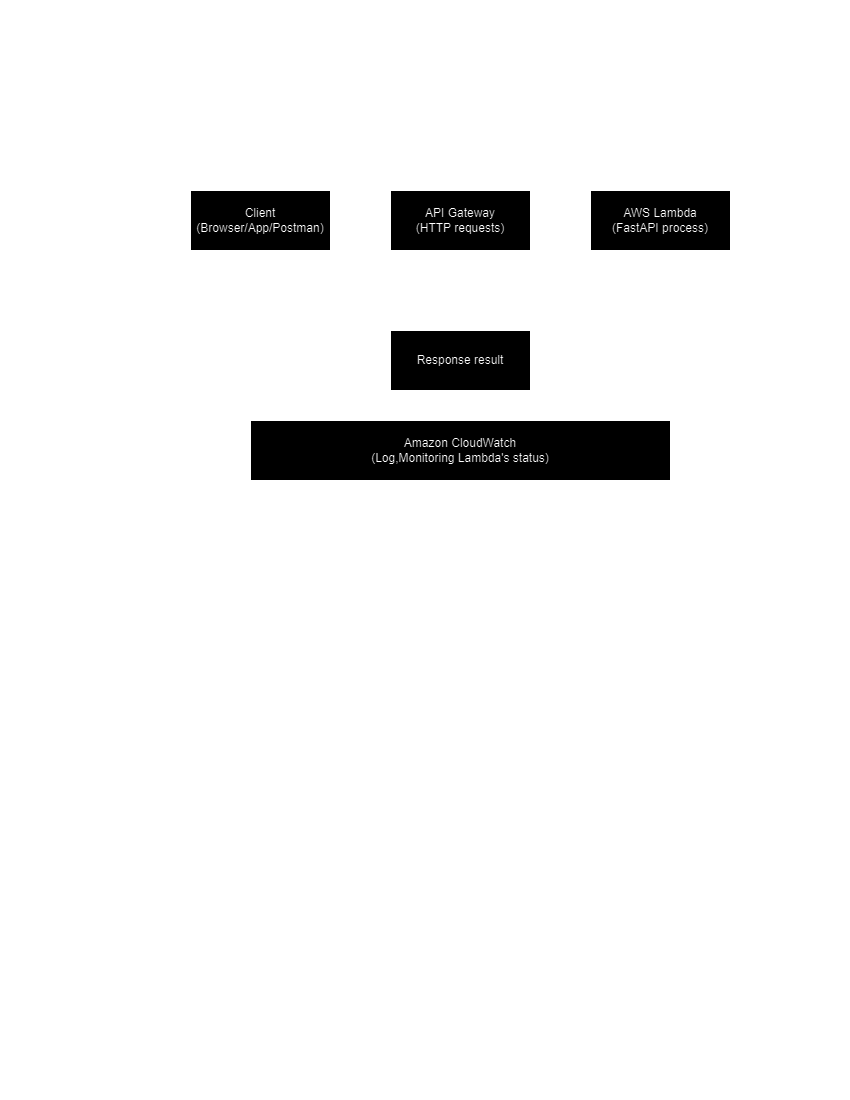 Client
(Browser/App/Postman)
API Gateway
(HTTP requests)
AWS Lambda
(FastAPI process)
Response result
Amazon CloudWatch
(Log,Monitoring Lambda's status)